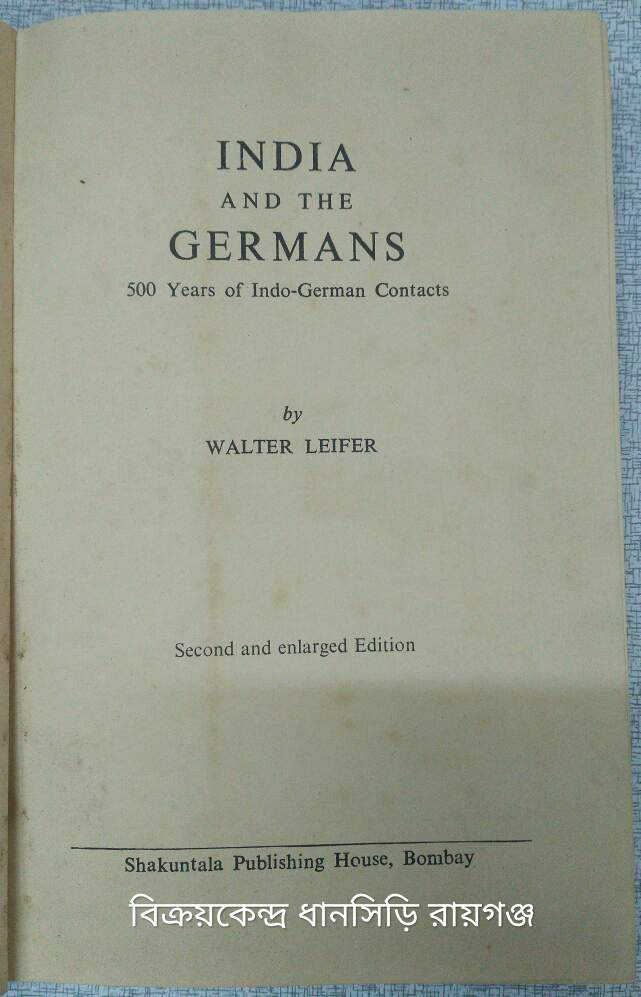 INDIA
AND THE
GERMANS
500 Years of Indo-German Contacts
by
WALTER LEIFER
Second and enlarged Edition
Shakuntala Publishing House, Bombay
বিক্রয়কেন্দ্র ধানসিড়ি রায়গঞ্জ